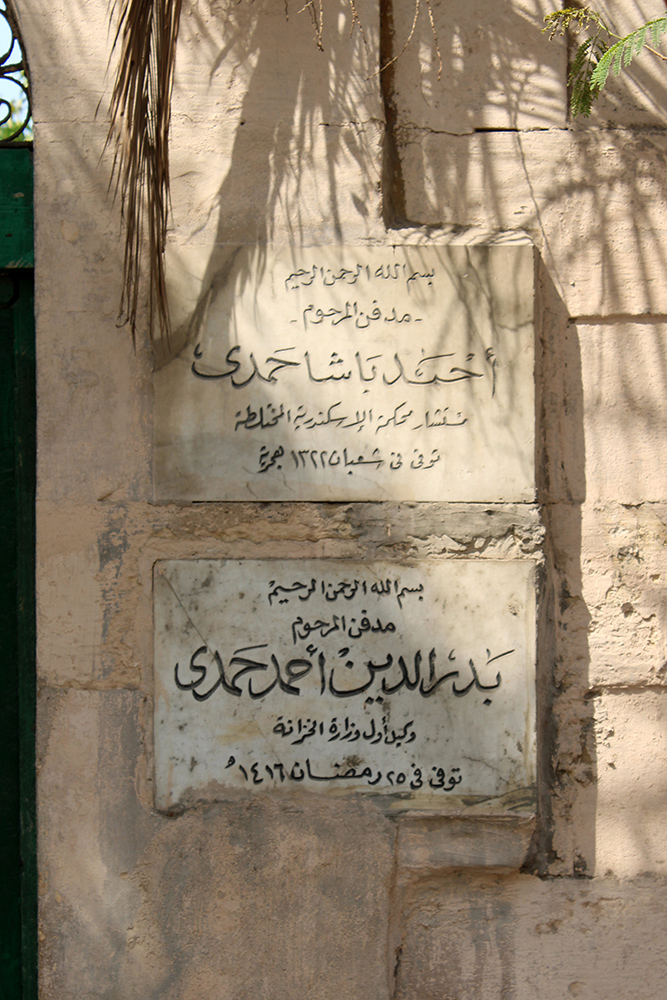 بسم الله الرحمن الرحيم
- مدفن المرحوم -
أحمد باشا حمدى
مستشار محكمة الإسكندرية المختلطة
توفى فى شعبان ١٣٢٢ هجرية
بسم الله الرحمن الرحيم
مدفن المرحوم
بدر الدين أحمد حمدى
وكيل أول وزارة الخزانة
توفى فى ٢٥ رمضان ١٤١٦ هـ